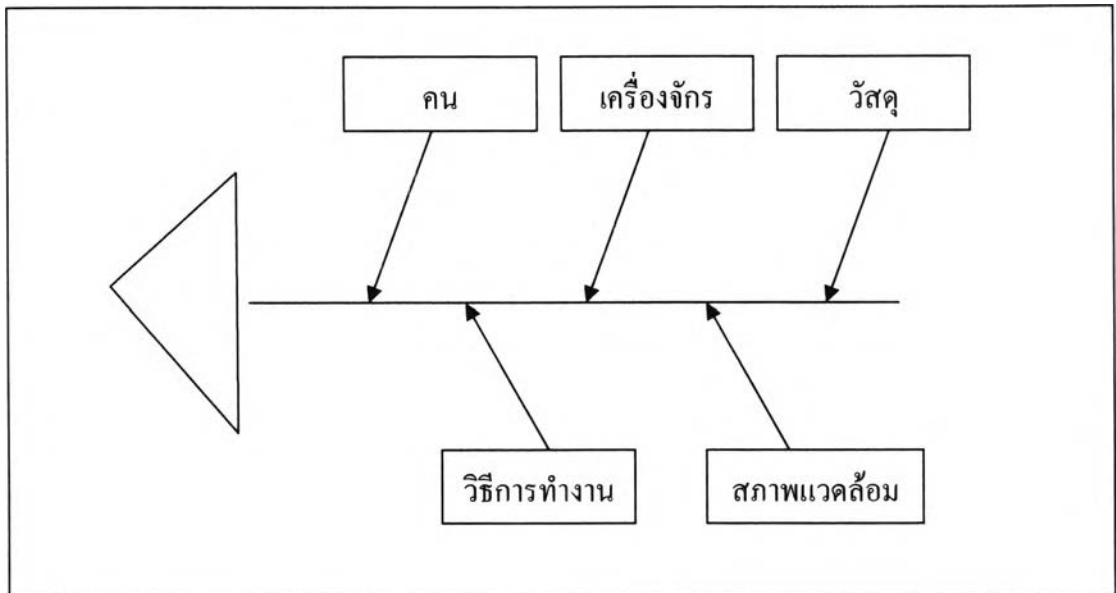 คน
เครื่องจักร
วัสดุ
วิธีการทำงาน
สภาพแวดล้อม